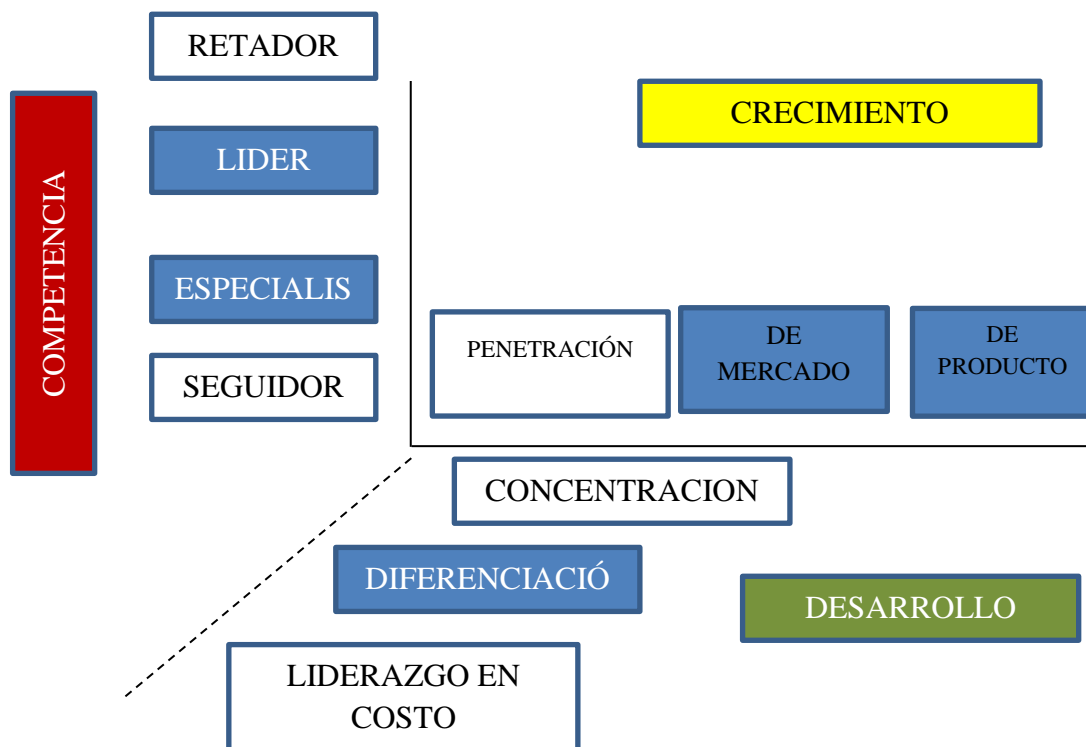 RETADOR
CRECIMIENTO
COMPETENCIA
LIDER
ESPECIALIS
PENETRACIÓN
DE
MERCADO
DE
PRODUCTO
SEGUIDOR
CONCENTRACION
DIFERENCIACIÓ
DESARROLLO
LIDERAZGO EN
COSTO